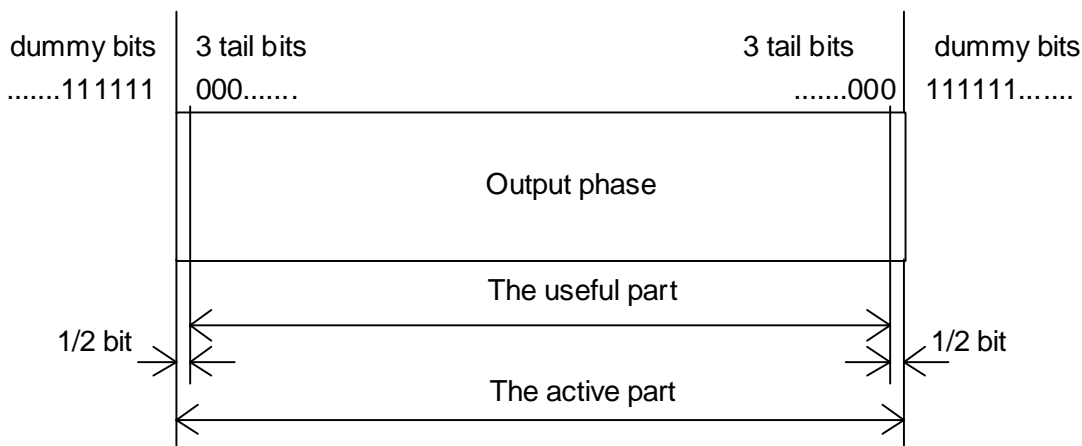 dummy bits 3 tail bits 3 tail bits dummy bits
.......111111 000....... .......000 111111.......
Output phase
The useful part
1/2 bit 1/2 bit
The active part